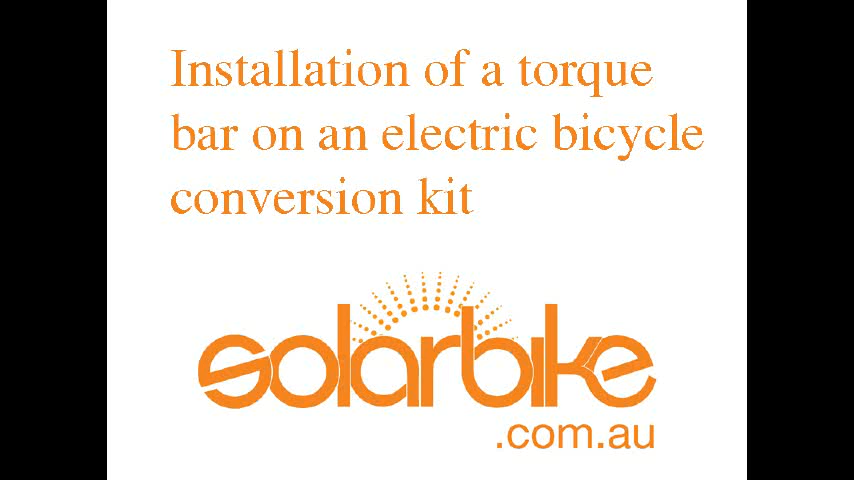 Installation of a torque
bar on an electric bicycle
conversion kit
solarbike
.com.au